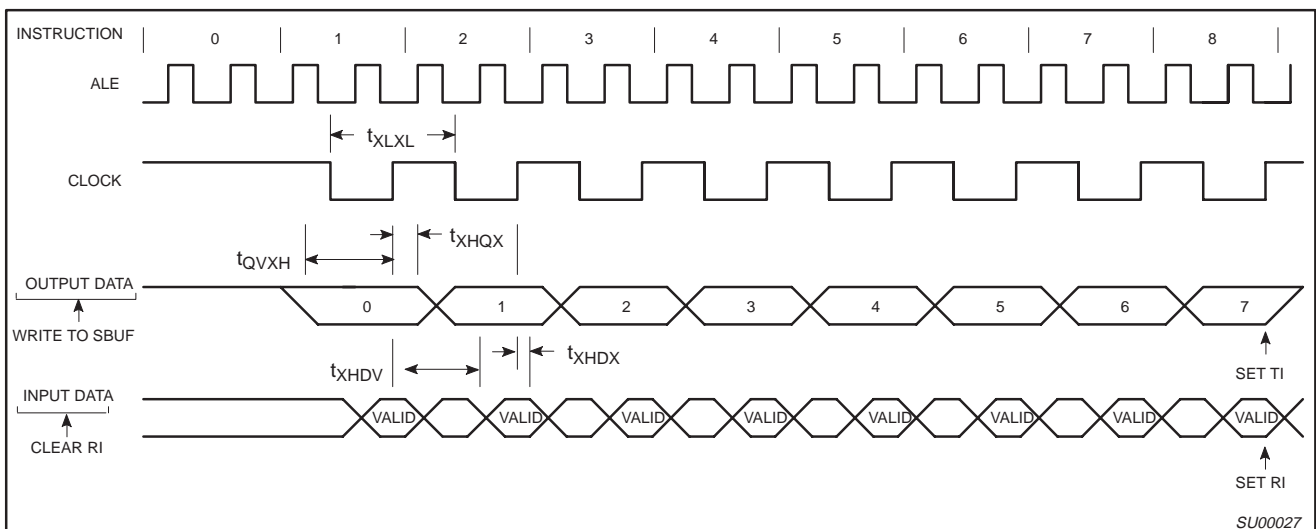 INSTRUCTION 0 1 2 3 4 5 6 7 8
ALE
tXLXL
CLOCK
tXHQX
tQVXH
OUTPUT DATA
0 1 2 3 4 5 6 7
WRITE TO SBUF
tXHDX
tXHDV
SET TI
INPUT DATA
VALID VALID VALID VALID VALID VALID VALID VALID
CLEAR RI
SET RI
SU00027